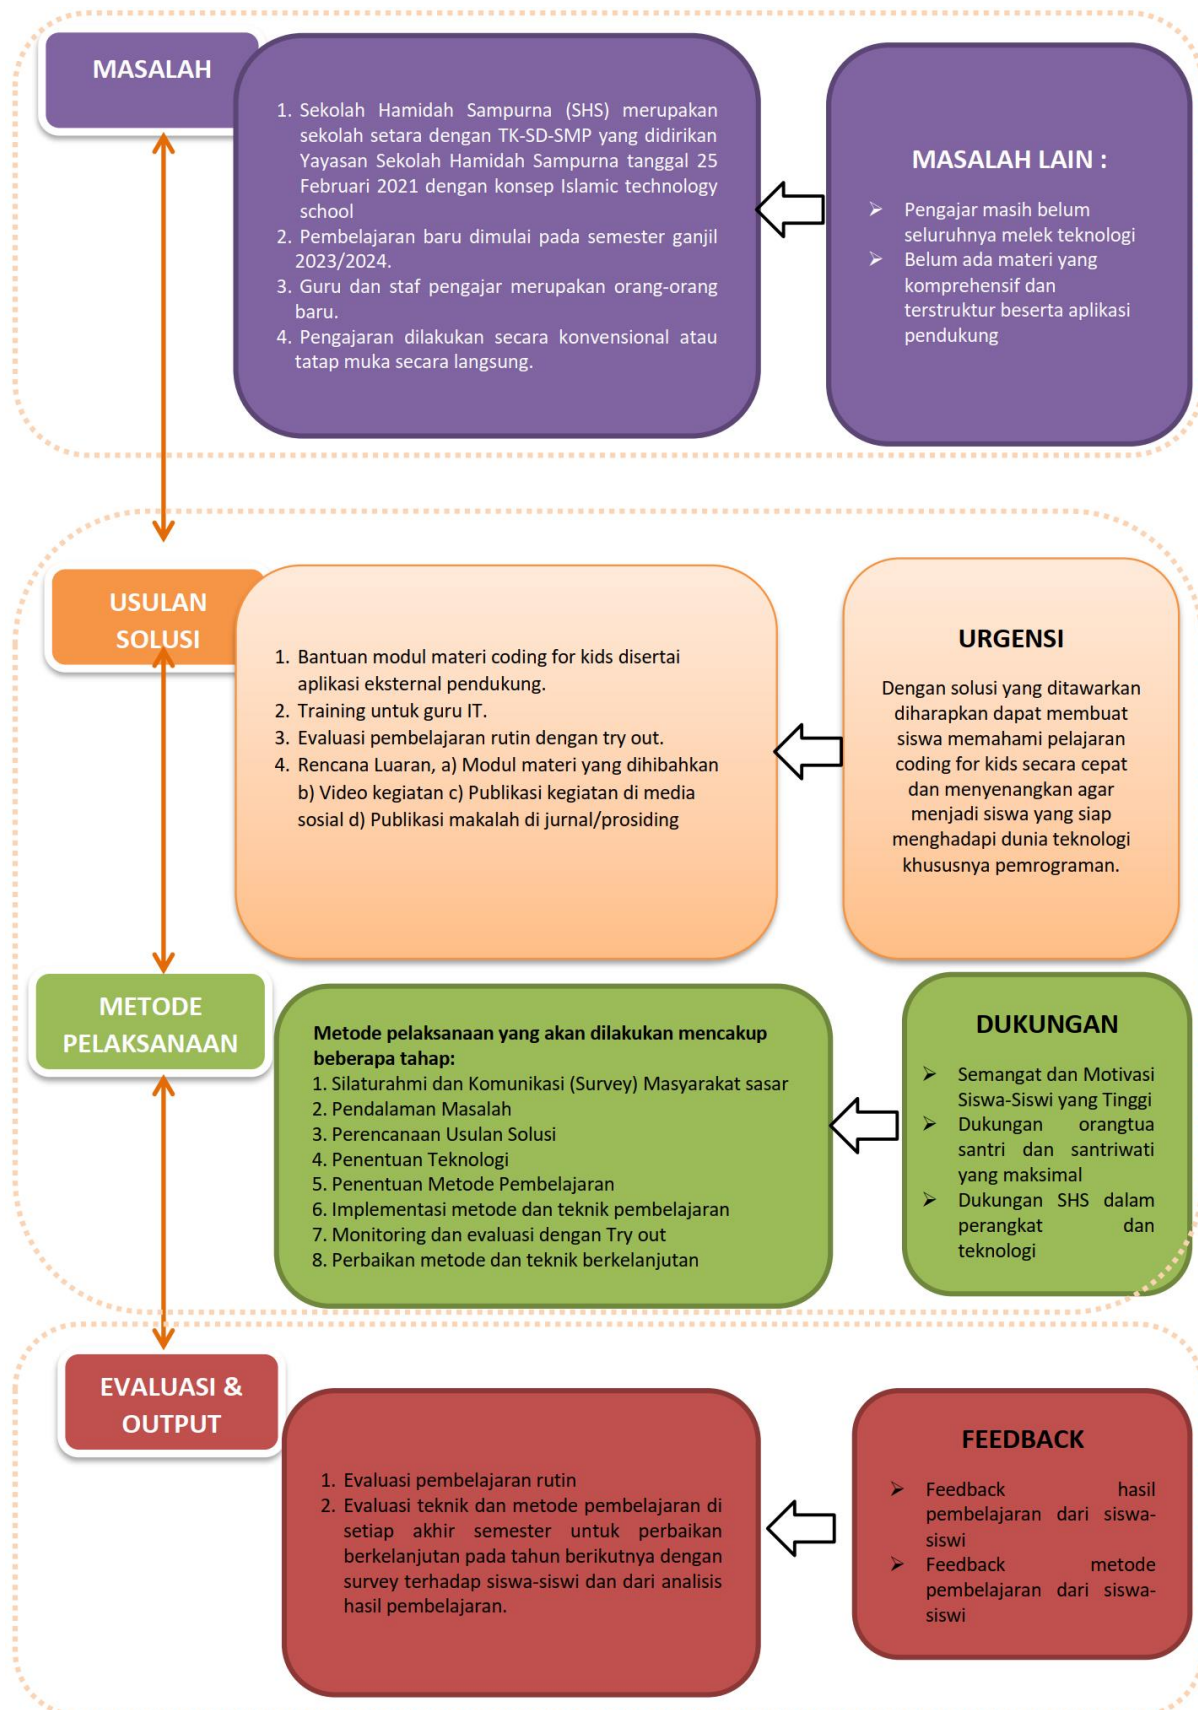 MASALAH
1. Sekolah Hamidah Sampurna (SHS) merupakan
sekolah setara dengan TK-SD-SMP yang didirikan
Yayasan Sekolah Hamidah Sampurna tanggal 25
Februari 2021 dengan konsep Islamic technology
school
2. Pembelajaran baru dimulai pada semester ganjil
2023/2024.
3. Guru dan staf pengajar merupakan orang-orang
baru.
4. Pengajaran dilakukan secara konvensional atau
tatap muka secara langsung.
MASALAH LAIN :
➢ Pengajar masih belum
seluruhnya melek teknologi
➢ Belum ada materi yang
komprehensif dan
terstruktur beserta aplikasi
pendukung
USULAN
SOLUSI
1. Bantuan modul materi coding for kids disertai
aplikasi eksternal pendukung.
2. Training untuk guru IT.
3. Evaluasi pembelajaran rutin dengan try out.
4. Rencana Luaran, a) Modul materi yang dihibahkan
b) Video kegiatan c) Publikasi kegiatan di media
sosial d) Publikasi makalah di jurnal/prosiding
URGENSI
Dengan solusi yang ditawarkan
diharapkan dapat membuat
siswa memahami pelajaran
coding for kids secara cepat
dan menyenangkan agar
menjadi siswa yang siap
menghadapi dunia teknologi
khususnya pemrograman.
METODE
PELAKSANAAN
Metode pelaksanaan yang akan dilakukan mencakup
beberapa tahap:
1. Silaturahmi dan Komunikasi (Survey) Masyarakat sasar
2. Pendalaman Masalah
3. Perencanaan Usulan Solusi
4. Penentuan Teknologi
5. Penentuan Metode Pembelajaran
6. Implementasi metode dan teknik pembelajaran
7. Monitoring dan evaluasi dengan Try out
8. Perbaikan metode dan teknik berkelanjutan
DUKUNGAN
➢ Semangat dan Motivasi
Siswa-Siswi yang Tinggi
➢ Dukungan orangtua
santri dan santriwati
yang maksimal
➢ Dukungan SHS dalam
perangkat dan
teknologi
EVALUASI &
OUTPUT
1. Evaluasi pembelajaran rutin
2. Evaluasi teknik dan metode pembelajaran di
setiap akhir semester untuk perbaikan
berkelanjutan pada tahun berikutnya dengan
survey terhadap siswa-siswi dan dari analisis
hasil pembelajaran.
FEEDBACK
➢ Feedback hasil
pembelajaran dari siswa-
siswi
➢ Feedback metode
pembelajaran dari siswa-
siswi